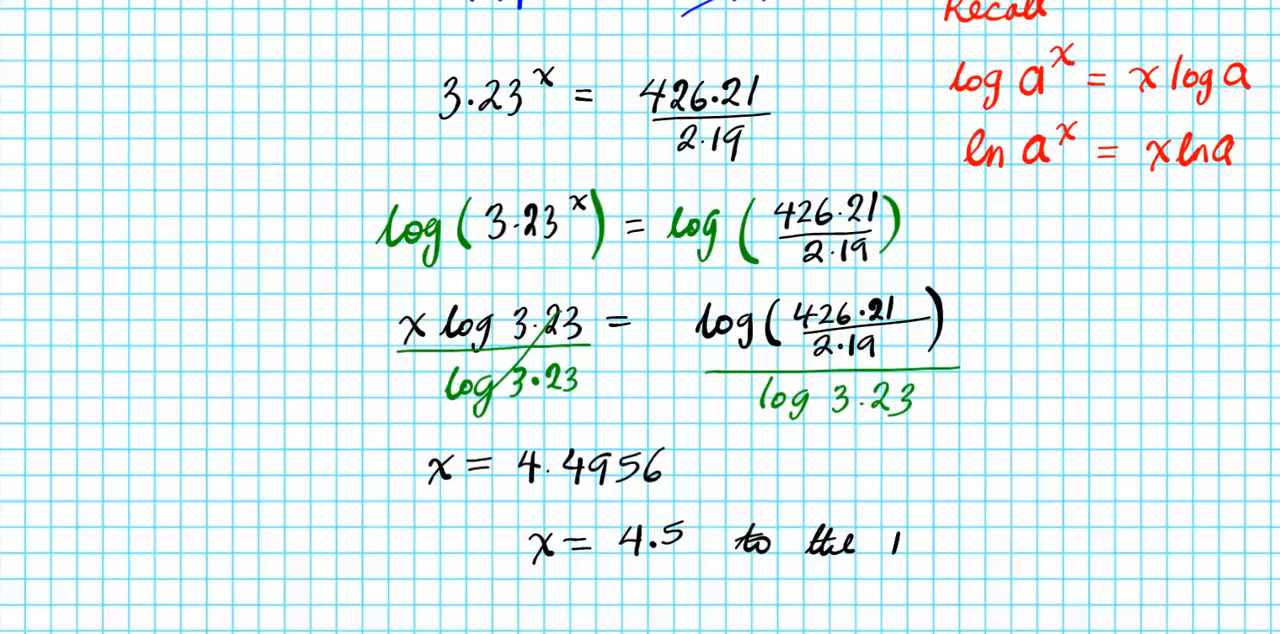 Recall
3.23^x = 426.21/2.19
log a^x = x log a
ln a^x = x ln a
log(3.23^x) = log(426.21/2.19)
x log 3.23/log 3.23 = log(426.21/2.19)/log 3.23
x = 4.4956
x = 4.5 to the 1